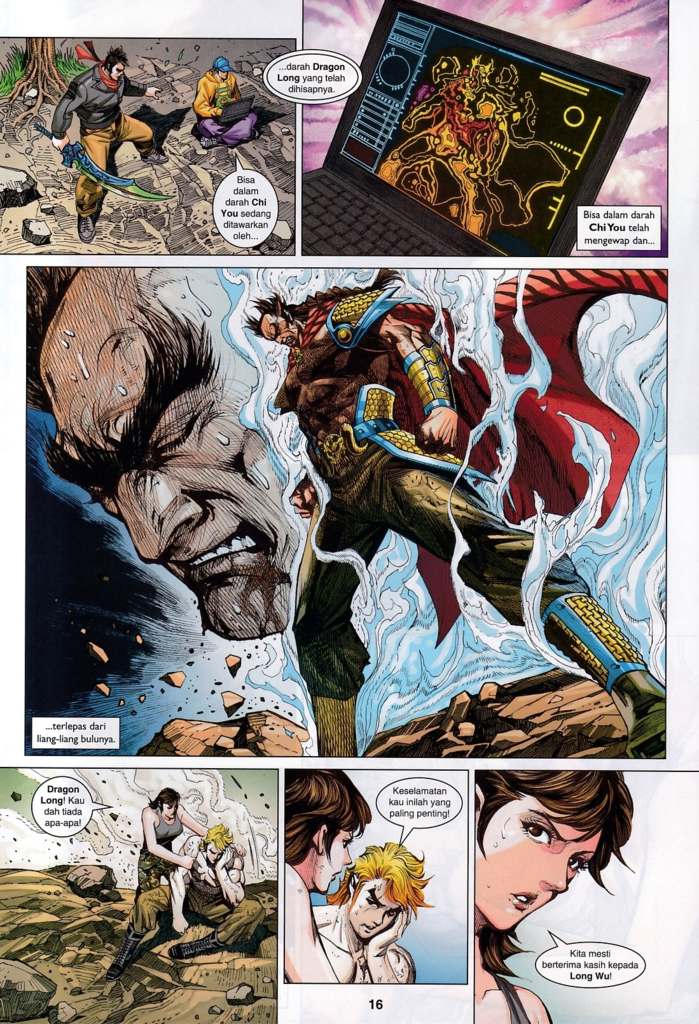 Bisa
dalam
darah Chi
You sedang
ditawarkan
oleh...
...darah Dragon
Long yang telah
dihisapnya.
Bisa dalam darah
Chi You telah
mengewap dan...
...terlepas dari
liang-liang bulunya.
Dragon
Long! Kau
dah tiada
apa-apa!
Keselamatan
kau inilah yang
paling penting!
Kita mesti
berterima kasih kepada
Long Wu!
16